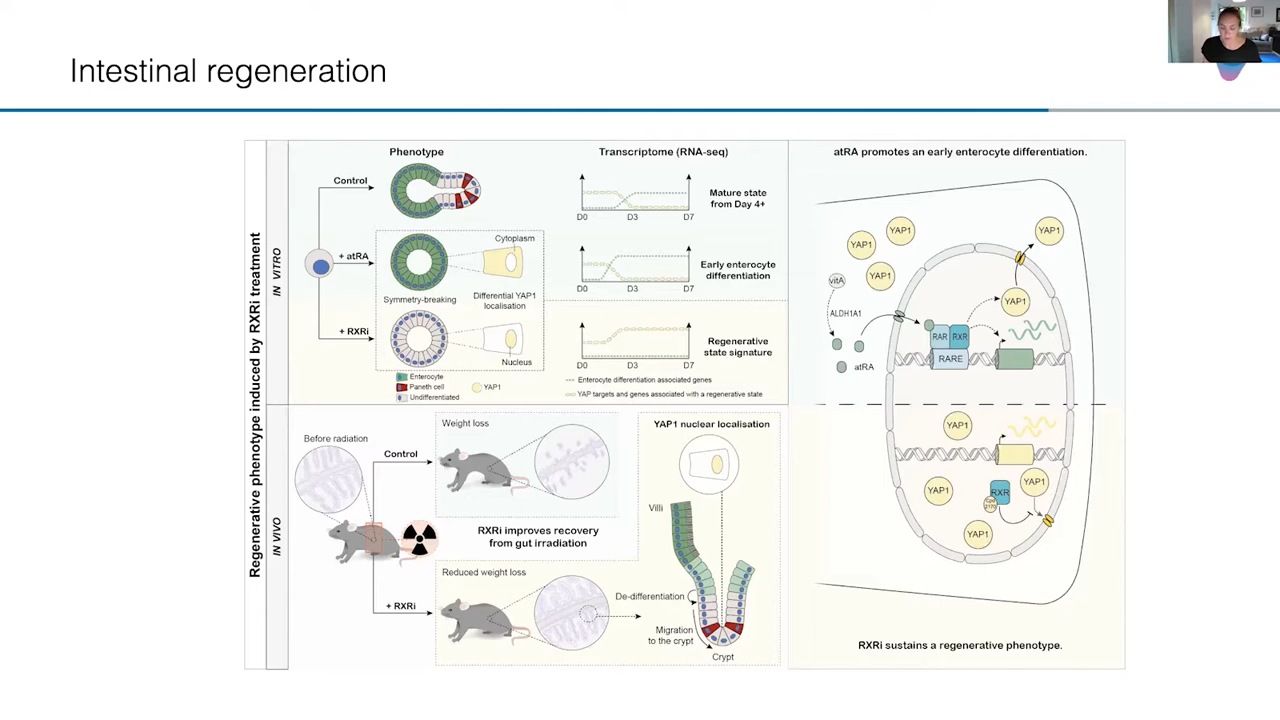 Intestinal regeneration
Regenerative phenotype induced by RXRi treatment
IN VITRO
Phenotype
Transcriptome (RNA-seq)
Control
+ atRA
+ RXRi
Cytoplasm
Symmetry-breaking
Differential YAP1
localisation
Nucleus
Enterocyte
Paneth cell
Undifferentiated
YAP1
D0
D3
D7
Mature state
from Day 4+
D0
D3
D7
Early enterocyte
differentiation
D0
D3
D7
Regenerative
state signature
Enterocyte differentiation associated genes
YAP targets and genes associated with a regenerative state
IN VIVO
Before radiation
Control
+ RXRi
Weight loss
RXRi improves recovery
from gut irradiation
Reduced weight loss
YAP1 nuclear localisation
Villi
De-differentiation
Migration
to the crypt
Crypt
atRA promotes an early enterocyte differentiation.
YAP1
YAP1
YAP1
YAP1
vitA
ALDH1A1
atRA
YAP1
RAR
RXR
RARE
YAP1
YAP1
YAP1
RXR
YAP1
RXRi sustains a regenerative phenotype.